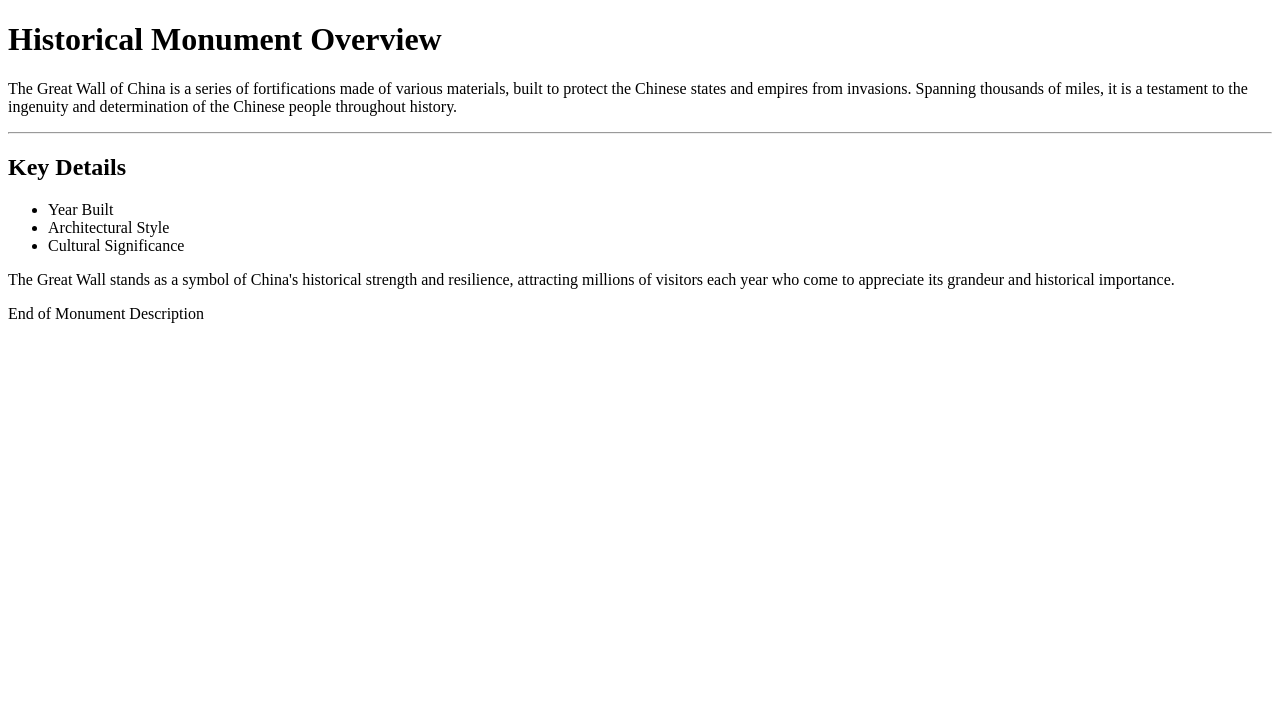 Historical Monument Overview
The Great Wall of China is a series of fortifications made of various materials, built to protect the Chinese states and empires from invasions. Spanning thousands of miles, it is a testament to the
ingenuity and determination of the Chinese people throughout history.
Key Details
Year Built
Architectural Style
Cultural Significance
The Great Wall stands as a symbol of China's historical strength and resilience, attracting millions of visitors each year who come to appreciate its grandeur and historical importance.
End of Monument Description